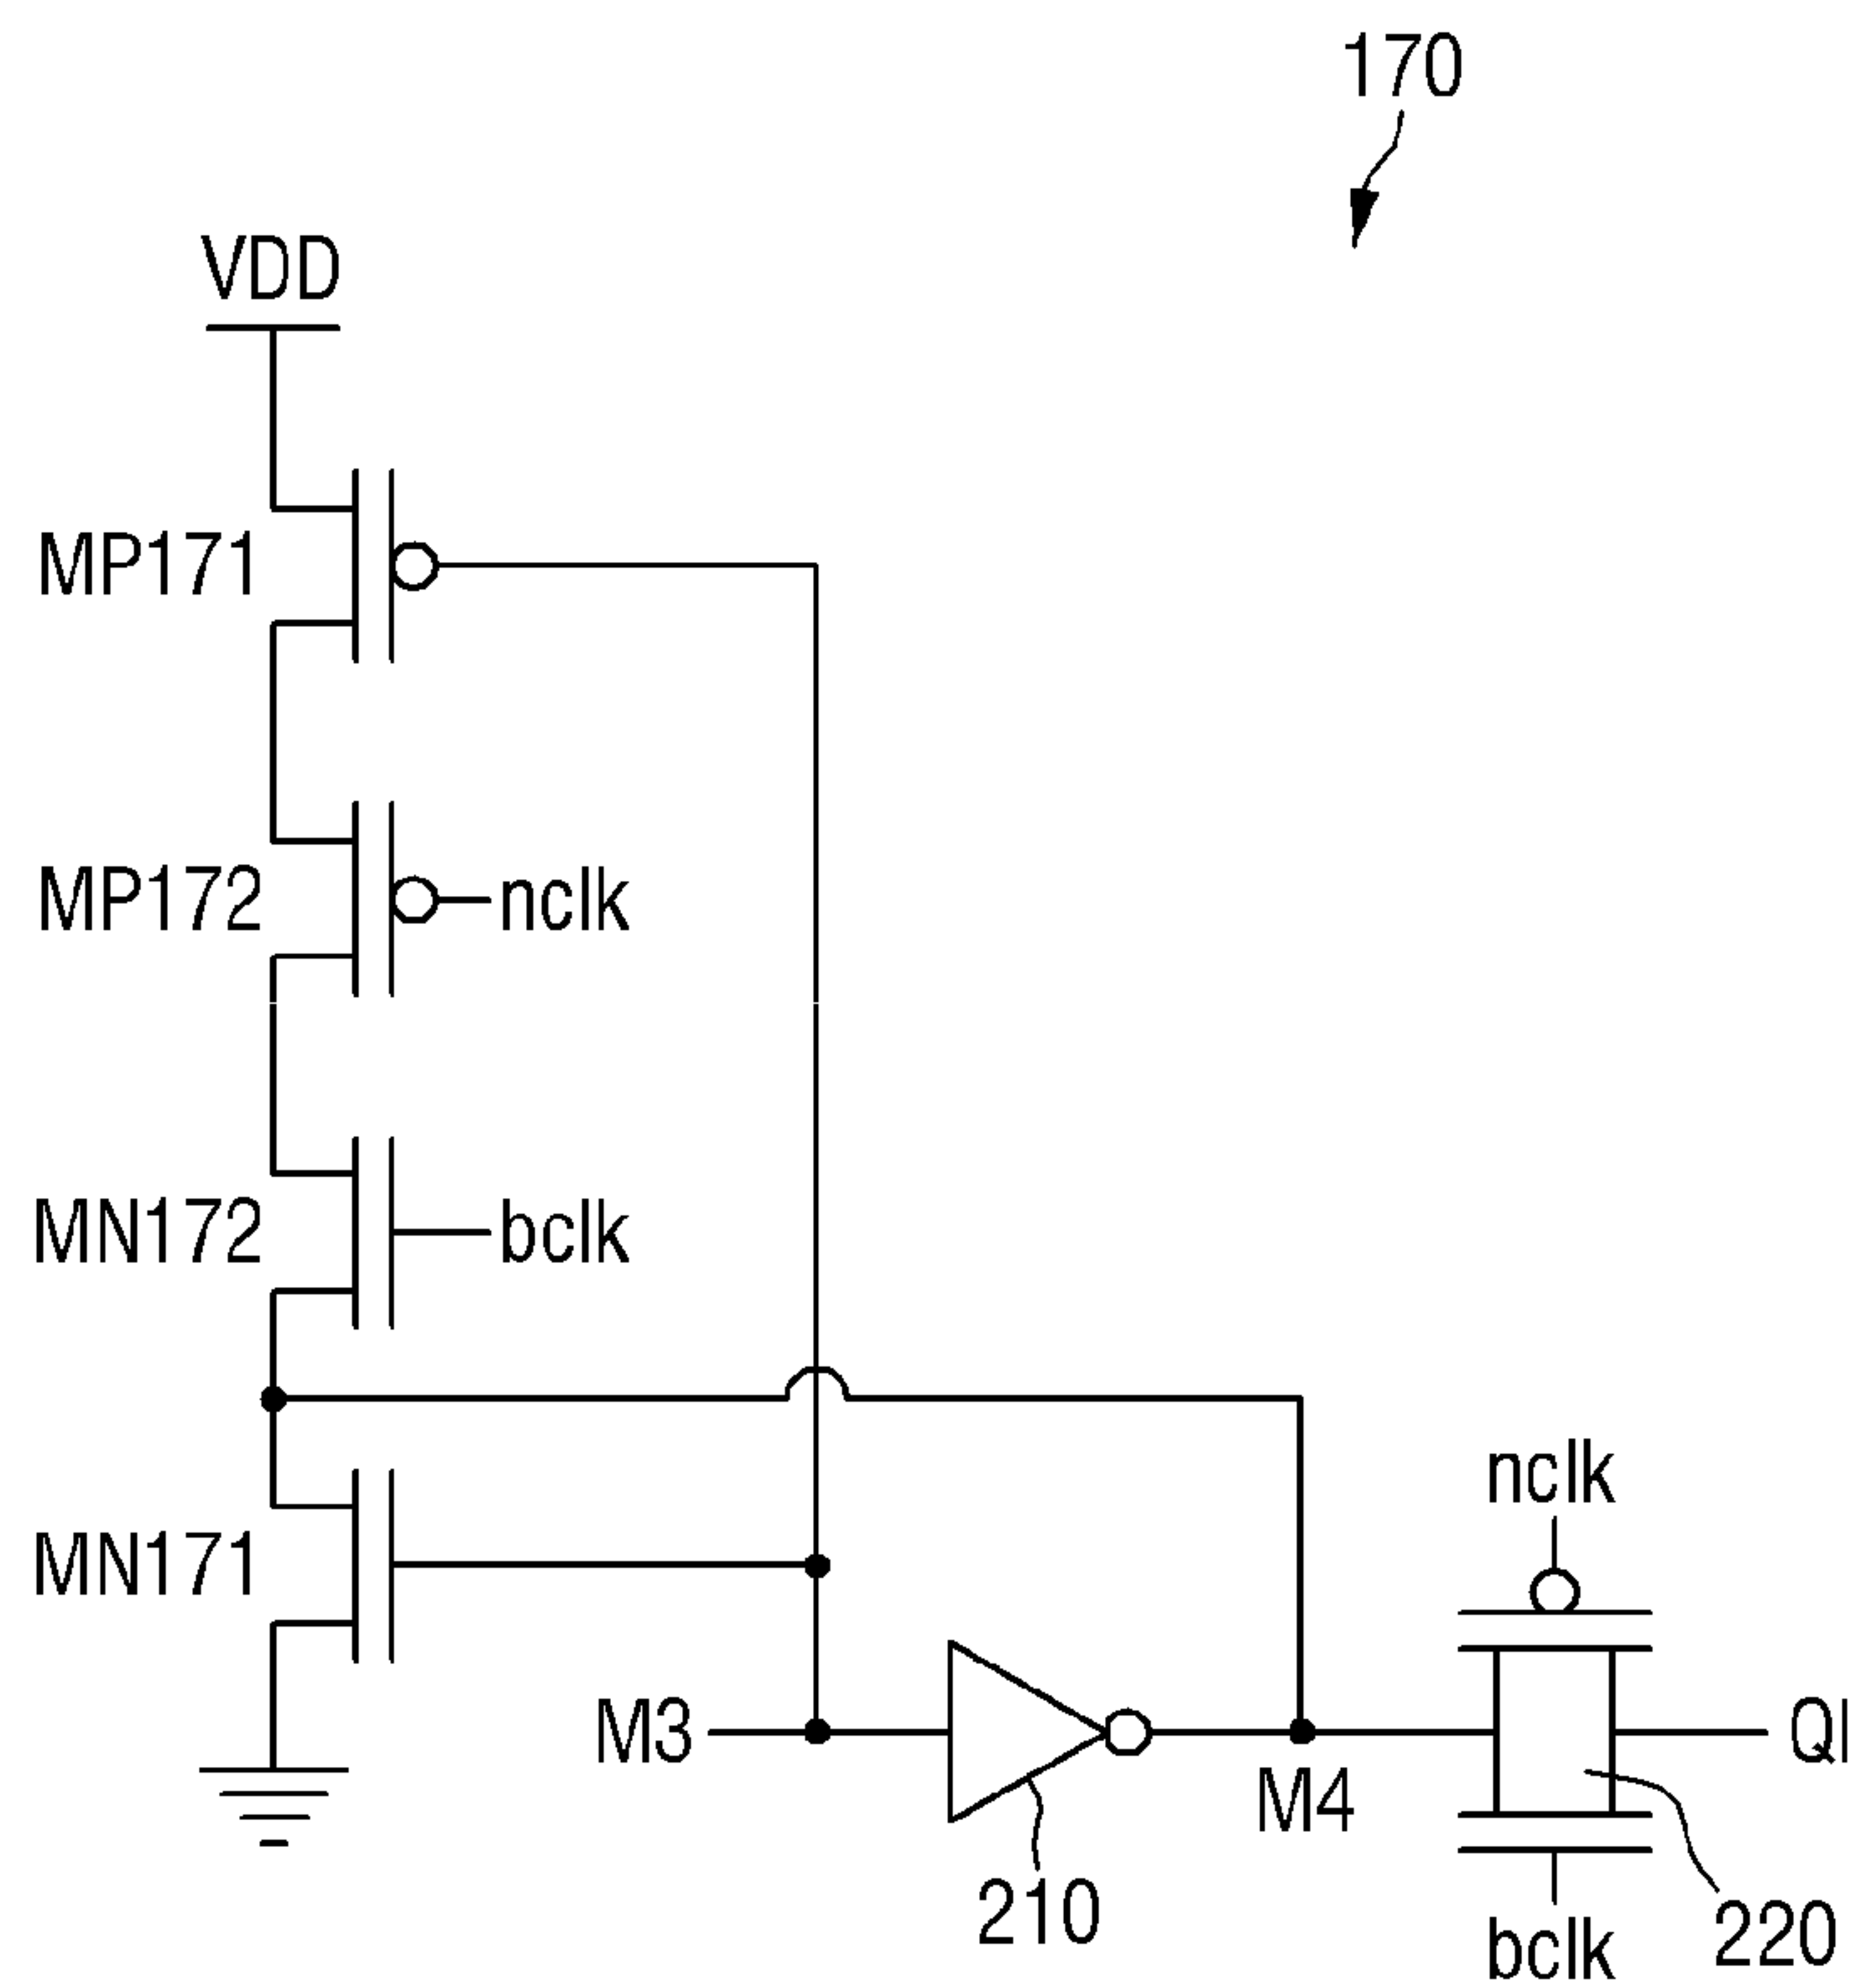 170
VDD
MP171
MP172 nclk
MN172 bclk
MN171
nclk
M3
QI
M4
210
220
bclk